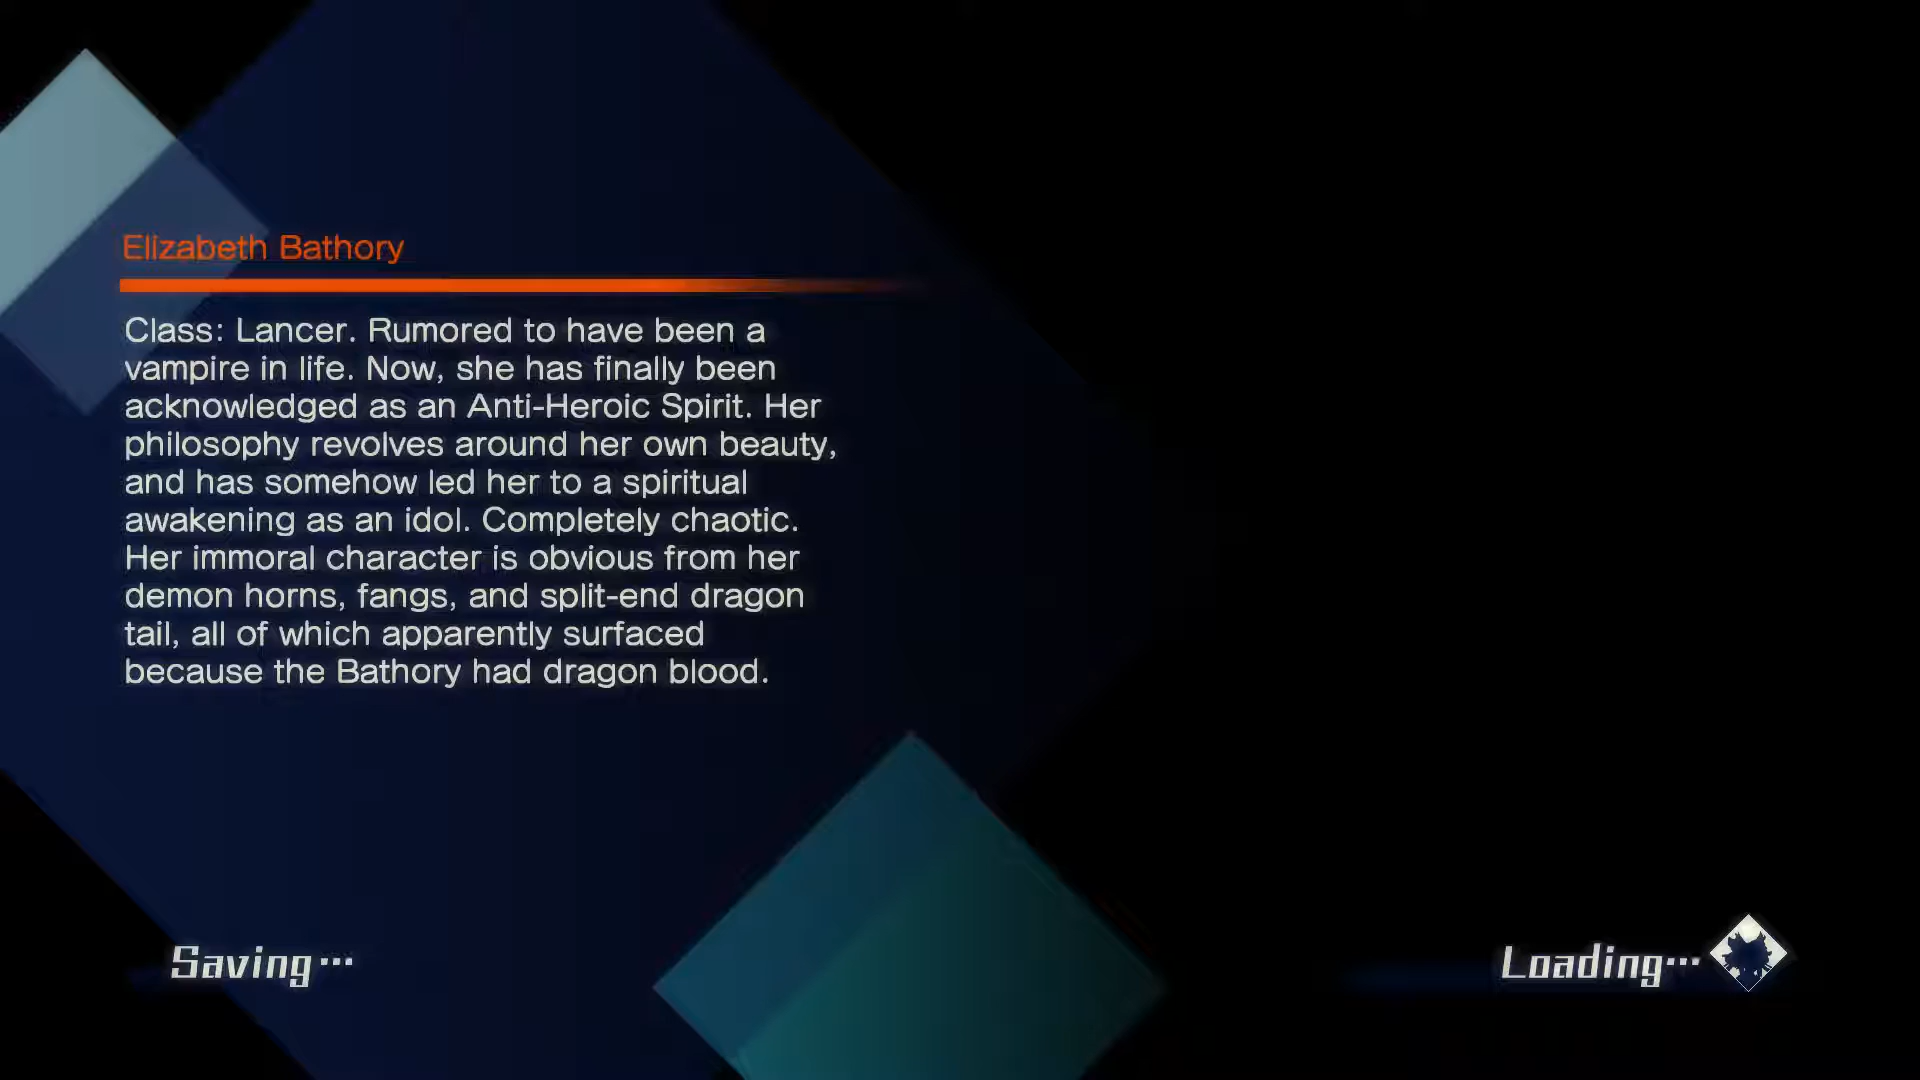 Elizabeth Bathory
Class: Lancer. Rumored to have been a
vampire in life. Now, she has finally been
acknowledged as an Anti-Heroic Spirit. Her
philosophy revolves around her own beauty,
and has somehow led her to a spiritual
awakening as an idol. Completely chaotic.
Her immoral character is obvious from her
demon horns, fangs, and split-end dragon
tail, all of which apparently surfaced
because the Bathory had dragon blood.
Saving···
Loading···